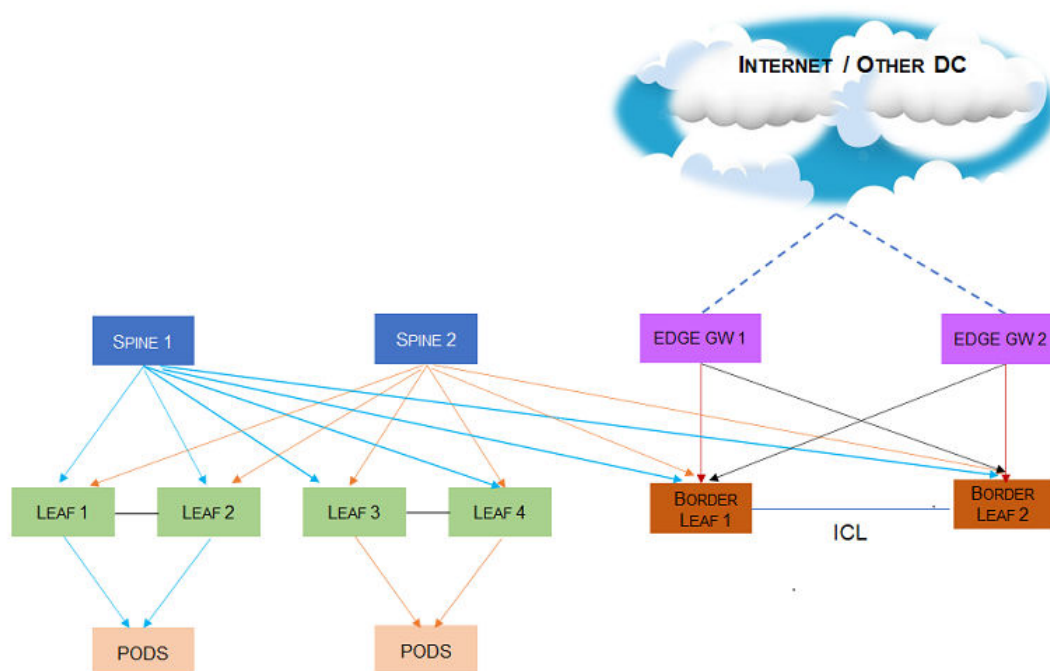 INTERNET / OTHER DC
SPINE 1
SPINE 2
EDGE GW 1
EDGE GW 2
LEAF 1
LEAF 2
LEAF 3
LEAF 4
BORDER
LEAF 1
BORDER
LEAF 2
ICL
PODS
PODS